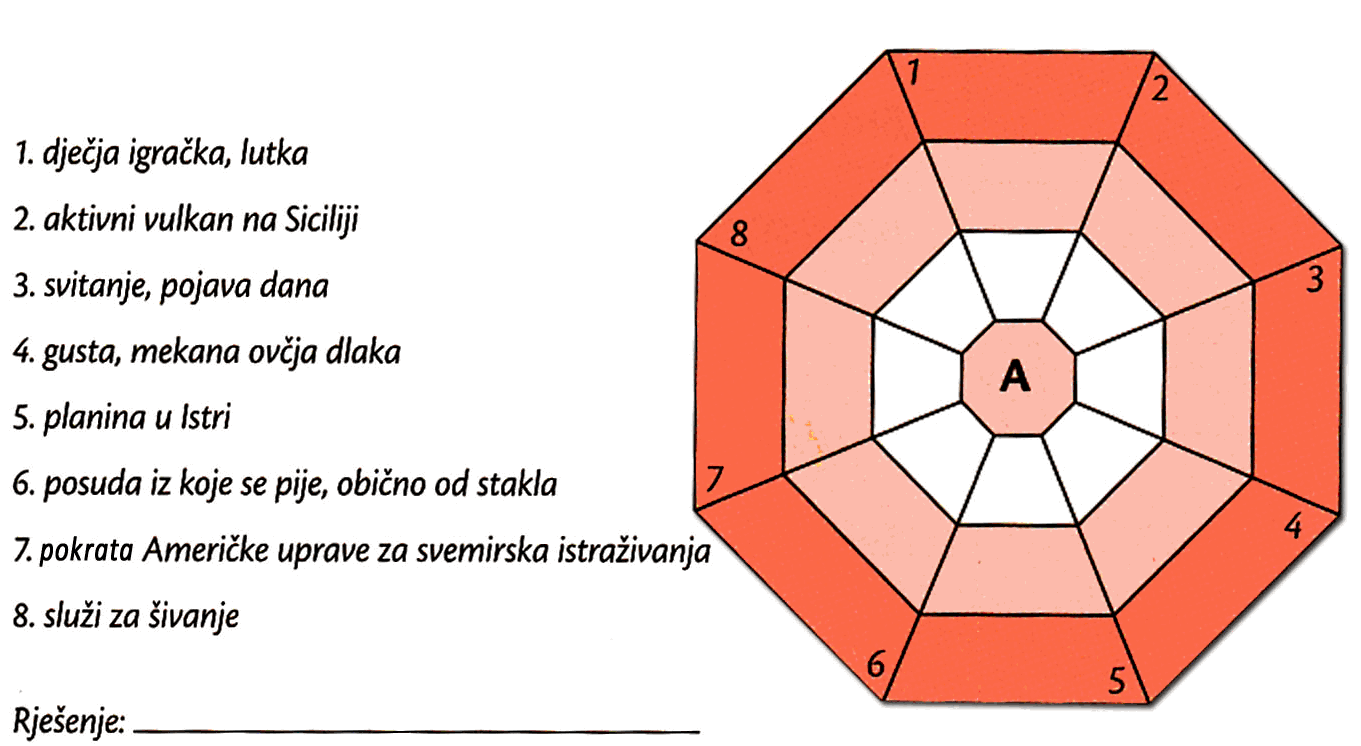 1. dječja igračka, lutka
2. aktivni vulkan na Siciliji
3. svitanje, pojava dana
4. gusta, mekana ovčja dlaka
5. planina u Istri
6. posuda iz koje se pije, obično od stakla
7. pokrata Američke uprave za svemirska istraživanja
8. služi za šivanje
Rješenje:
1
2
3
4
5
6
7
8
A